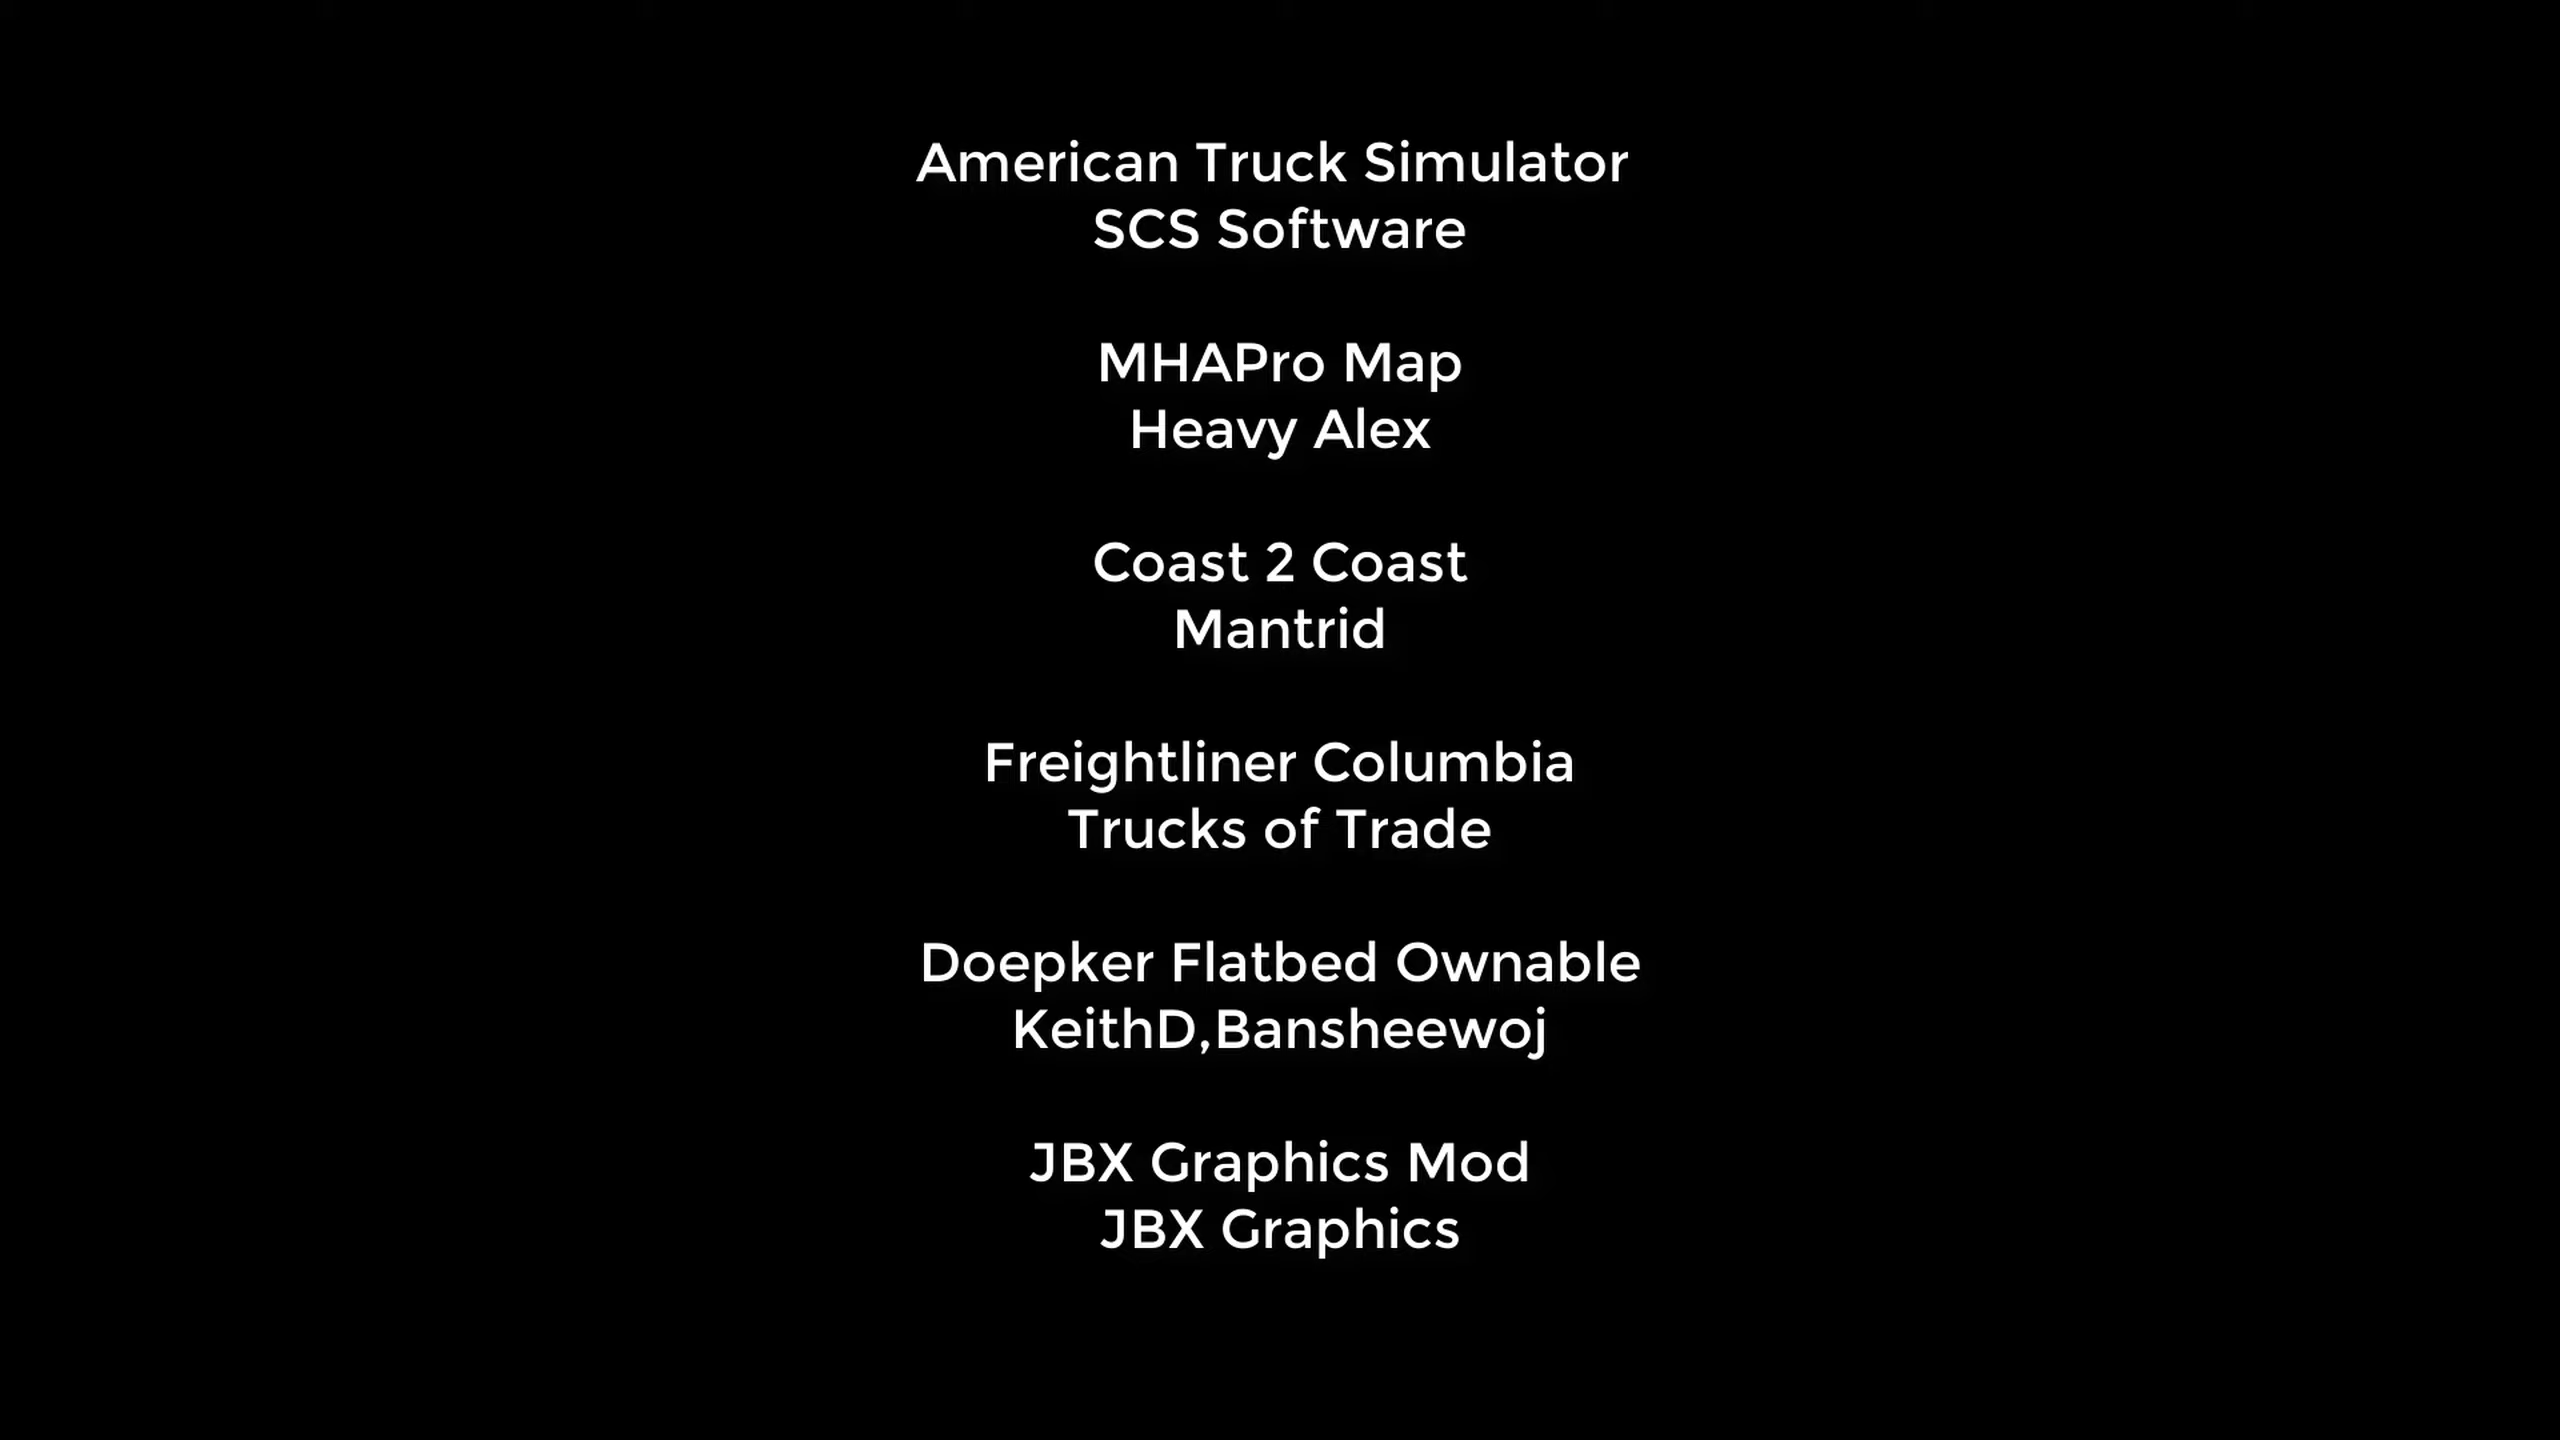 American Truck Simulator
SCS Software
MHAPro Map
Heavy Alex
Coast 2 Coast
Mantrid
Freightliner Columbia
Trucks of Trade
Doepker Flatbed Ownable
KeithD,Bansheewoj
JBX Graphics Mod
JBX Graphics